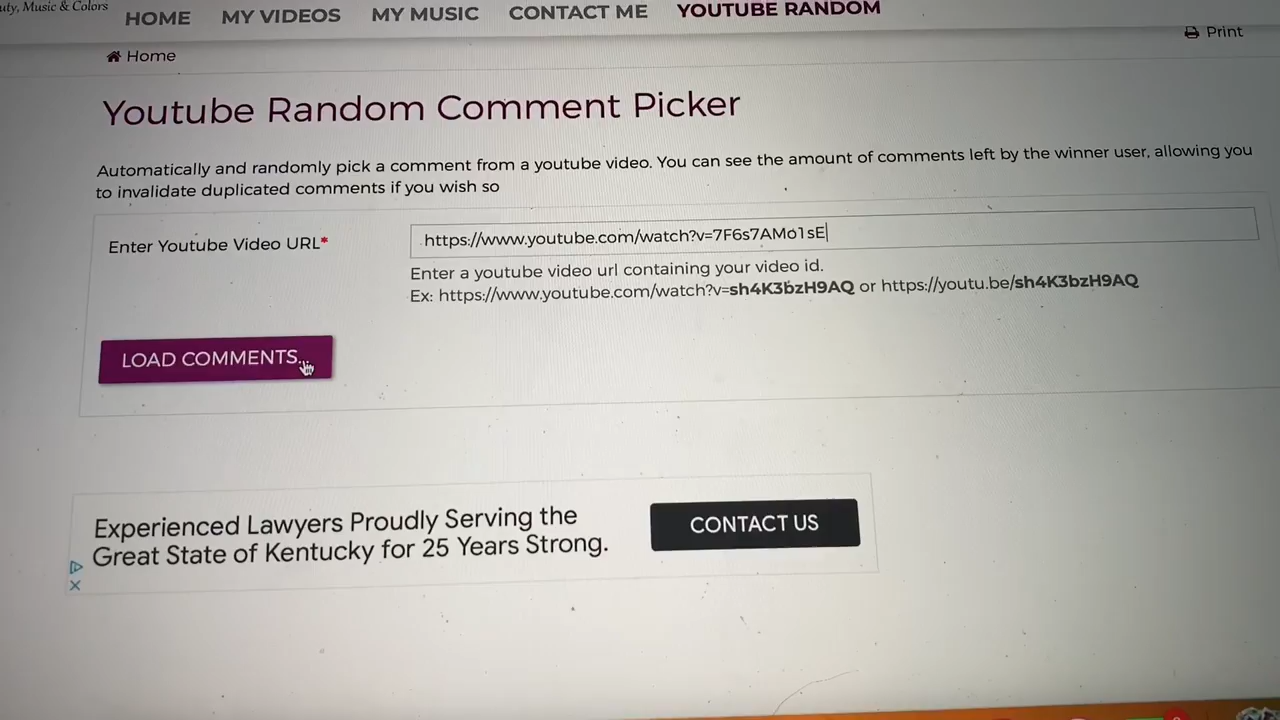 uty, Music & Colors
HOME MY VIDEOS MY MUSIC CONTACT ME YOUTUBE RANDOM
Print
Home
Youtube Random Comment Picker
Automatically and randomly pick a comment from a youtube video. You can see the amount of comments left by the winner user, allowing you
to invalidate duplicated comments if you wish so
Enter Youtube Video URL* https://www.youtube.com/watch?v=7F6s7AMo1sE
Enter a youtube video url containing your video id.
Ex: https://www.youtube.com/watch?v=sh4K3bzH9AQ or https://youtu.be/sh4K3bzH9AQ
LOAD COMMENTS...
Experienced Lawyers Proudly Serving the
Great State of Kentucky for 25 Years Strong.
CONTACT US